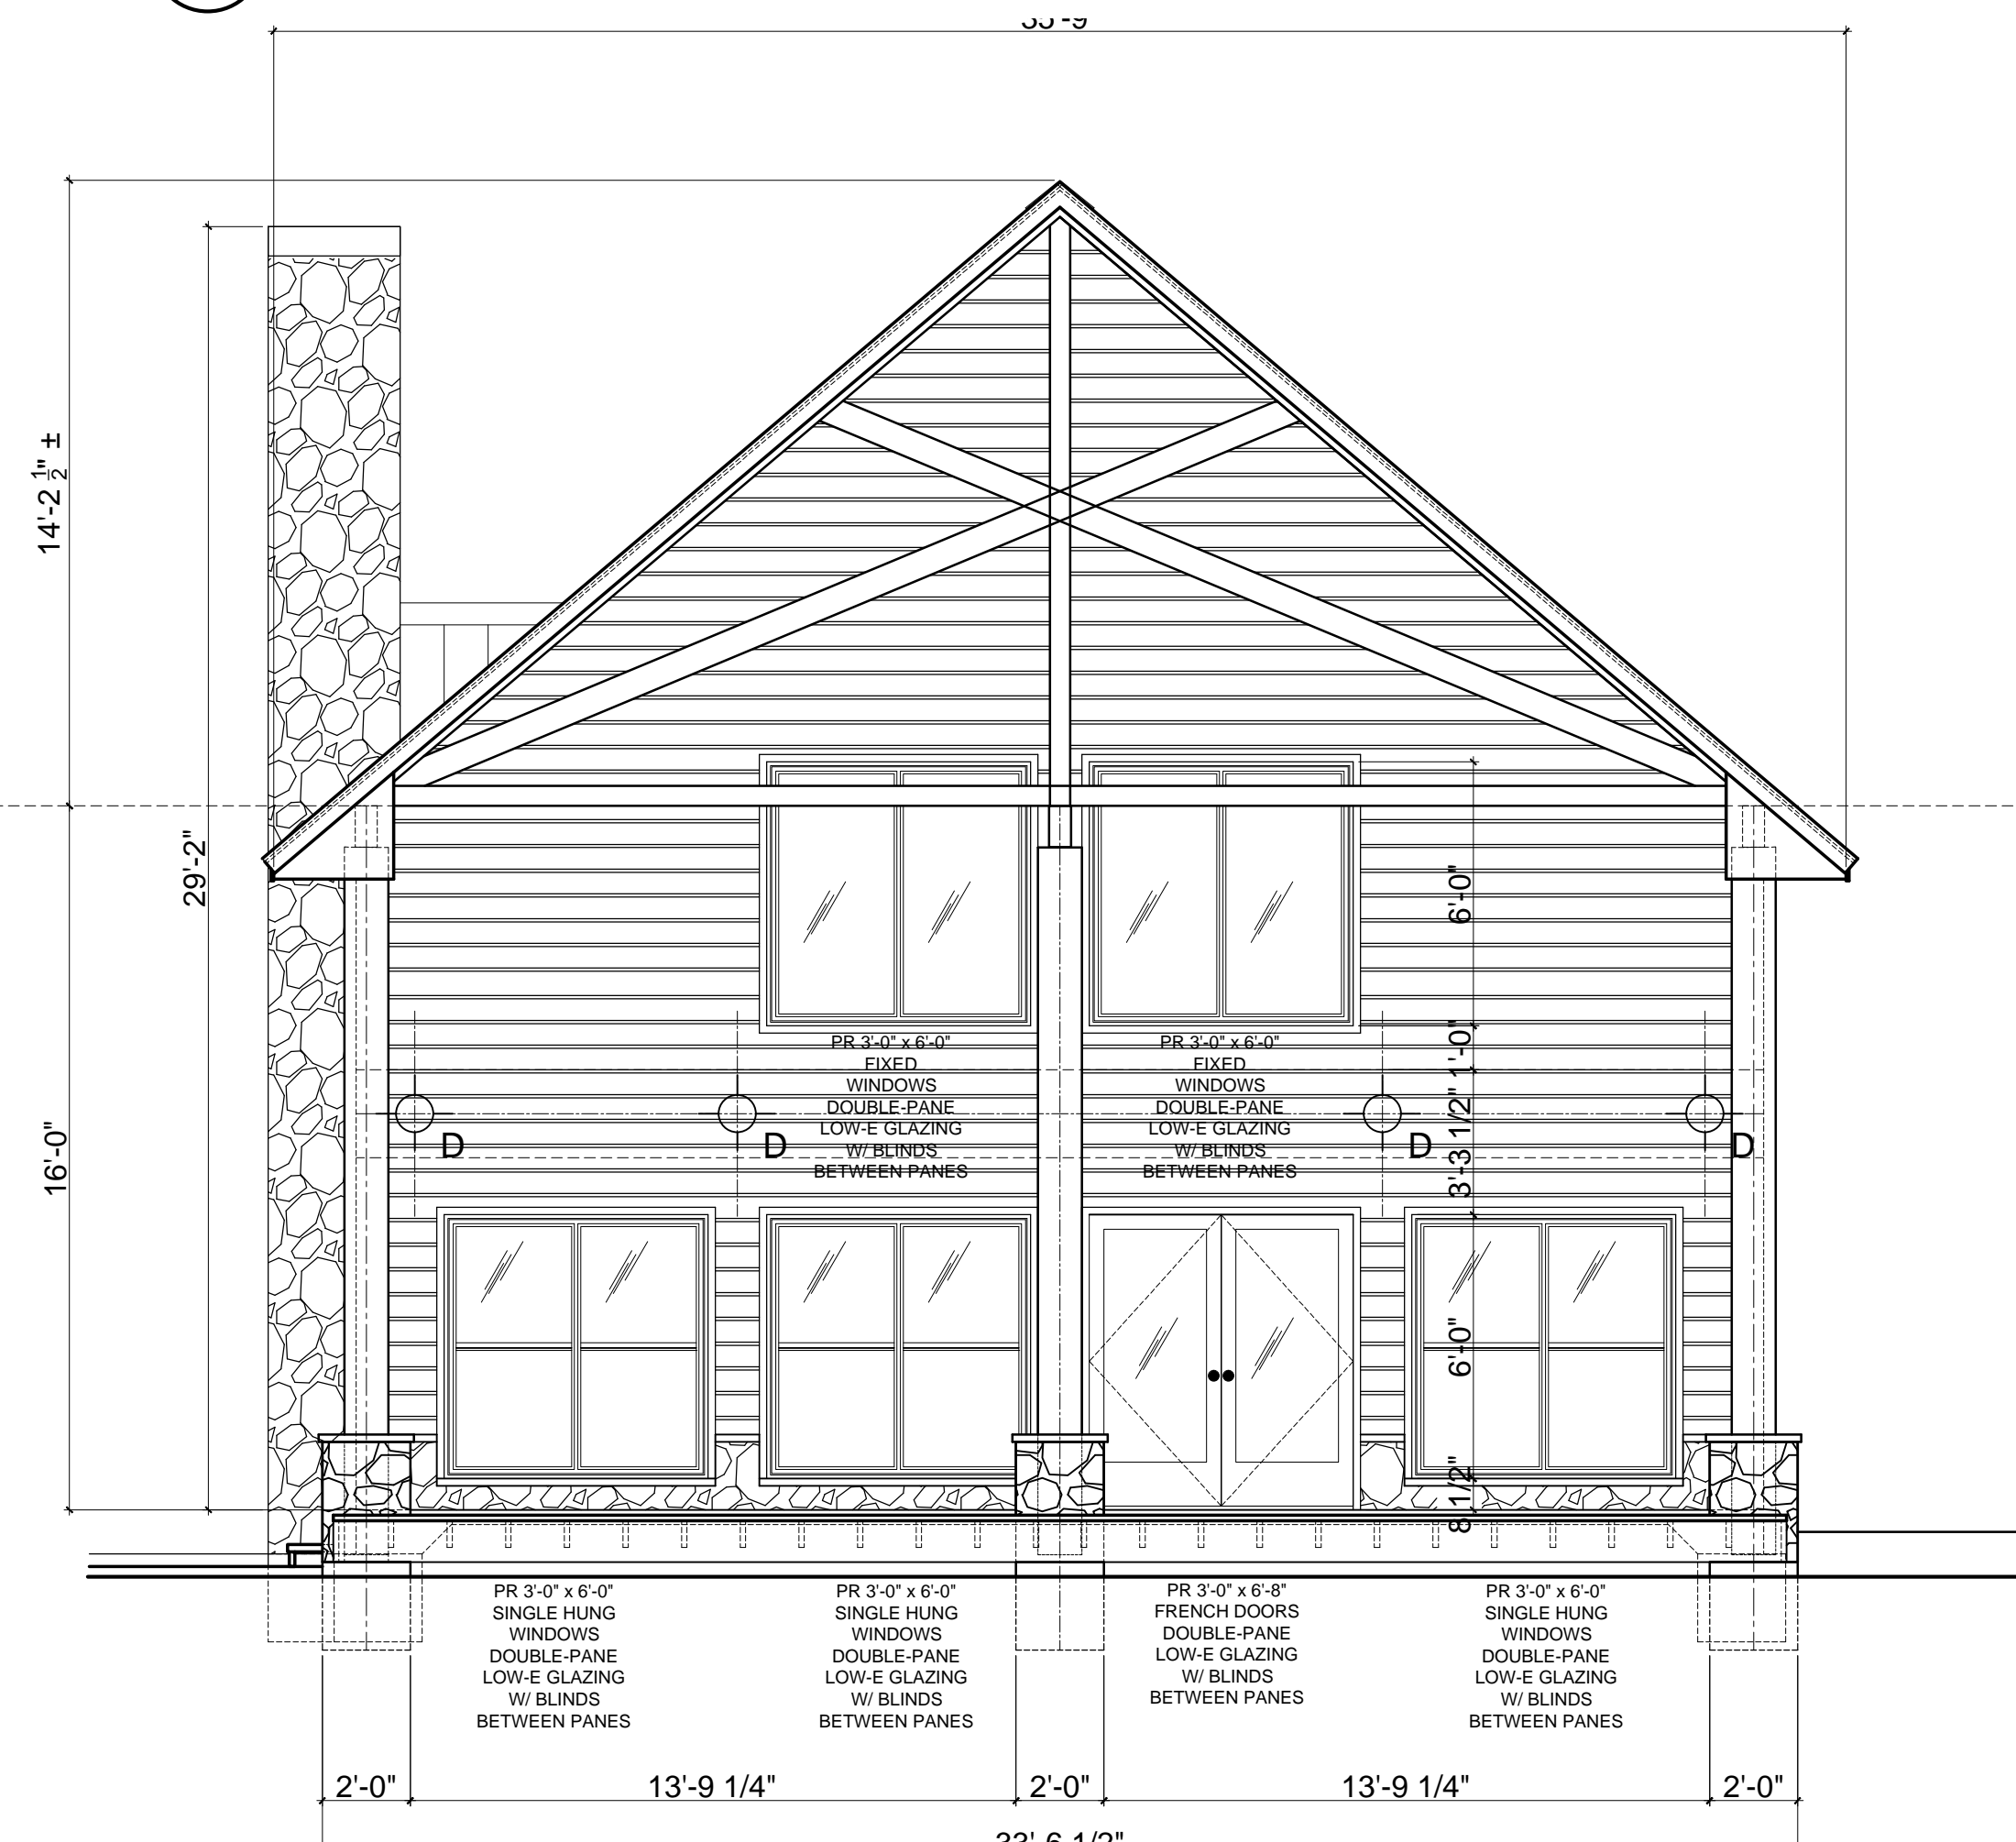 35'-9"
14'-2 1/2" ±
29'-2"
16'-0"
6'-0"
1'-0"
3'-3 1/2"
6'-0"
8 1/2"
PR 3'-0" x 6'-0"
FIXED
WINDOWS
DOUBLE-PANE
LOW-E GLAZING
W/ BLINDS
BETWEEN PANES
PR 3'-0" x 6'-0"
FIXED
WINDOWS
DOUBLE-PANE
LOW-E GLAZING
W/ BLINDS
BETWEEN PANES
D
D
D
D
PR 3'-0" x 6'-0"
SINGLE HUNG
WINDOWS
DOUBLE-PANE
LOW-E GLAZING
W/ BLINDS
BETWEEN PANES
PR 3'-0" x 6'-0"
SINGLE HUNG
WINDOWS
DOUBLE-PANE
LOW-E GLAZING
W/ BLINDS
BETWEEN PANES
PR 3'-0" x 6'-8"
FRENCH DOORS
DOUBLE-PANE
LOW-E GLAZING
W/ BLINDS
BETWEEN PANES
PR 3'-0" x 6'-0"
SINGLE HUNG
WINDOWS
DOUBLE-PANE
LOW-E GLAZING
W/ BLINDS
BETWEEN PANES
2'-0"
13'-9 1/4"
2'-0"
13'-9 1/4"
2'-0"
33'-6 1/2"